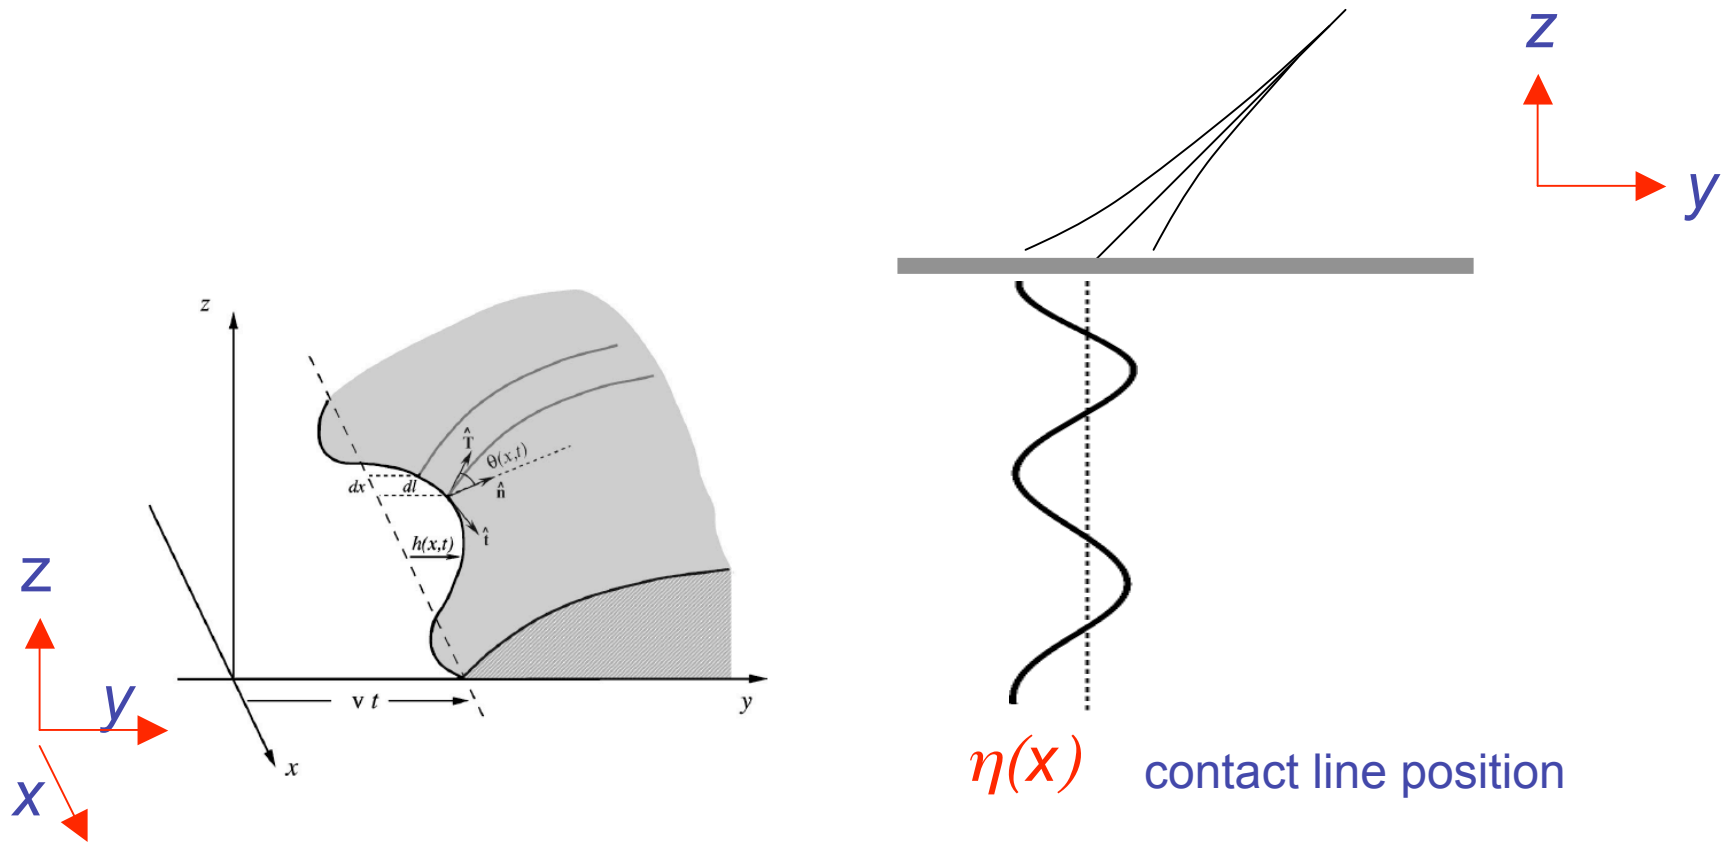 z
T̂
θ(x,t)
dx
dl
n̂
t̂
h(x,t)
v t
y
x
z
y
x
z
y
η(x) contact line position